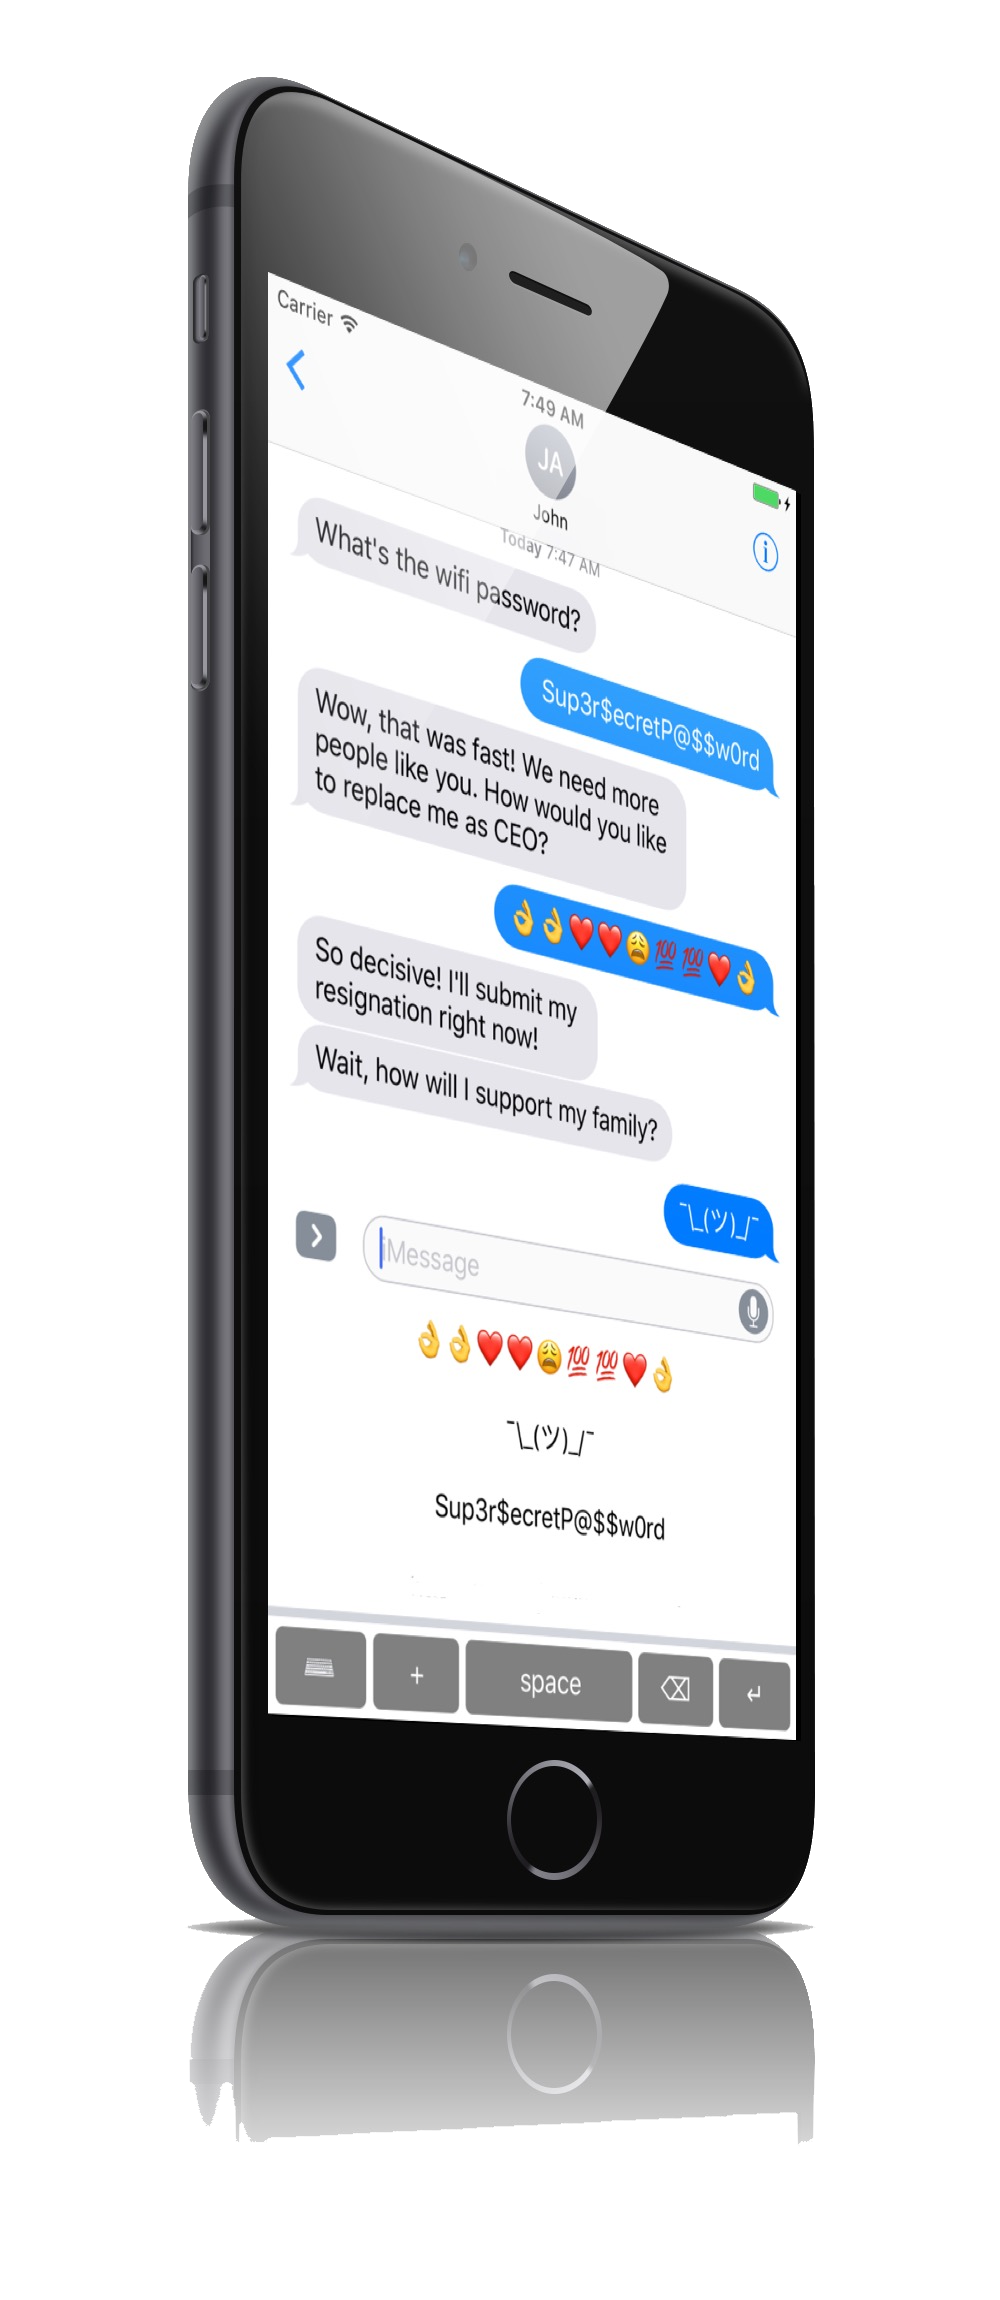 Carrier
7:49 AM
JA
John
Today 7:47 AM
What's the wifi password?
Sup3r$ecretP@$$w0rd
Wow, that was fast! We need more
people like you. How would you like
to replace me as CEO?
👌👌❤️❤️😩💯💯❤️👌
So decisive! I'll submit my
resignation right now!
Wait, how will I support my family?
¯\_(ツ)_/¯
iMessage
👌👌❤️❤️😩💯💯❤️👌
¯\_(ツ)_/¯
Sup3r$ecretP@$$w0rd
+ space